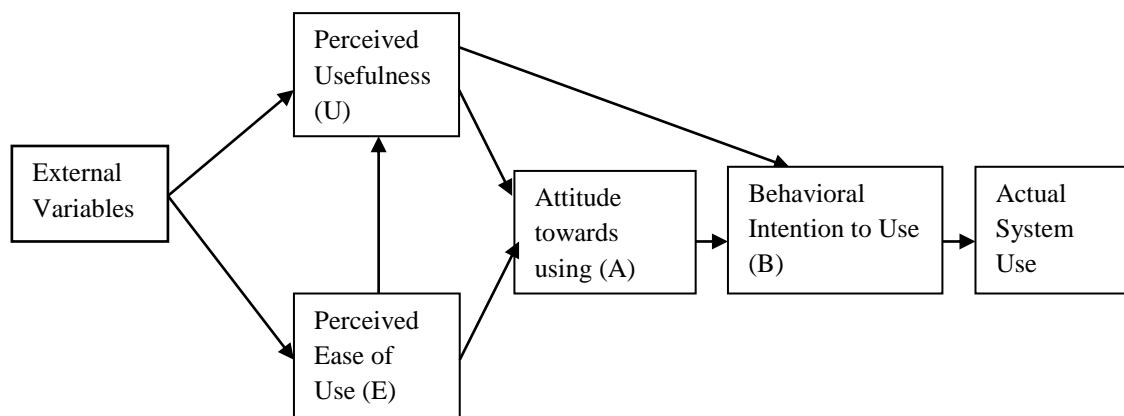 Perceived
Usefulness
(U)
External
Variables
Perceived
Ease of
Use (E)
Attitude
towards
using (A)
Behavioral
Intention to Use
(B)
Actual
System
Use